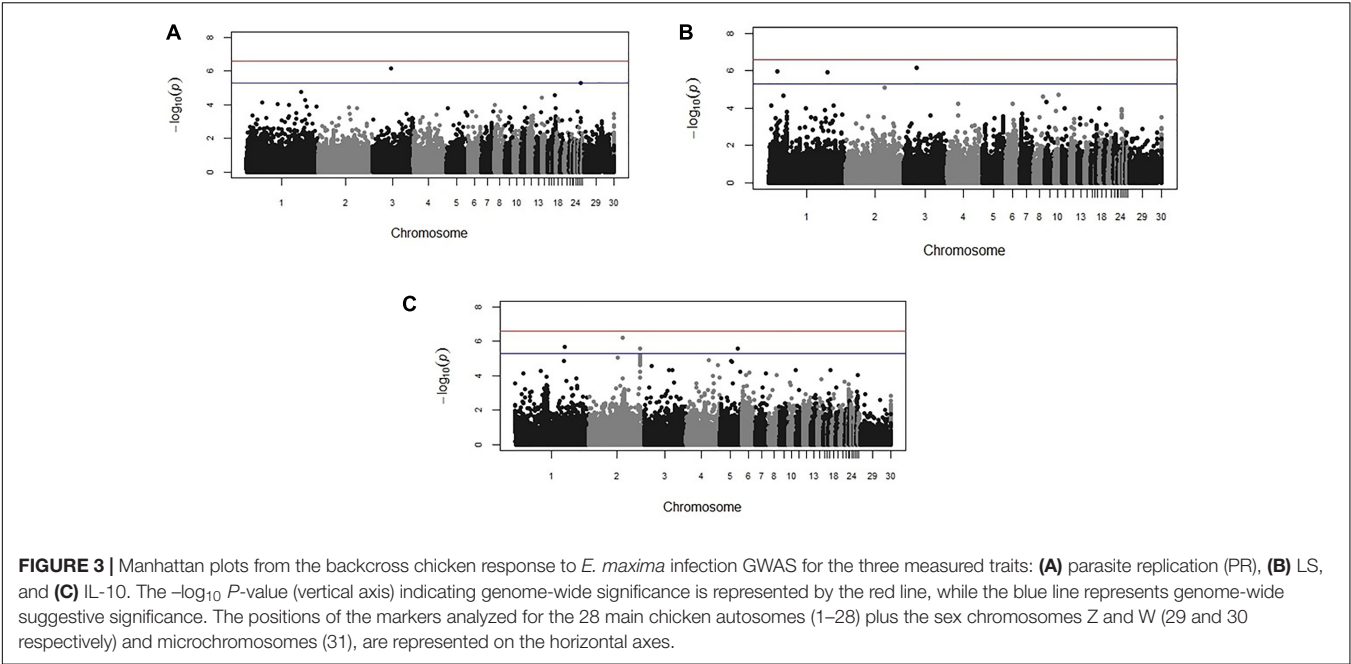 A
8
6
4
2
0
−log10(p)
1 2 3 4 5 6 7 8 10 13 18 24 29 30
Chromosome
B
8
6
4
2
0
−log10(p)
1 2 3 4 5 6 7 8 10 13 18 24 29 30
Chromosome
C
8
6
4
2
0
−log10(p)
1 2 3 4 5 6 7 8 10 13 18 24 29 30
Chromosome
FIGURE 3 | Manhattan plots from the backcross chicken response to E. maxima infection GWAS for the three measured traits: (A) parasite replication (PR), (B) LS,
and (C) IL-10. The –log10 P-value (vertical axis) indicating genome-wide significance is represented by the red line, while the blue line represents genome-wide
suggestive significance. The positions of the markers analyzed for the 28 main chicken autosomes (1–28) plus the sex chromosomes Z and W (29 and 30
respectively) and microchromosomes (31), are represented on the horizontal axes.